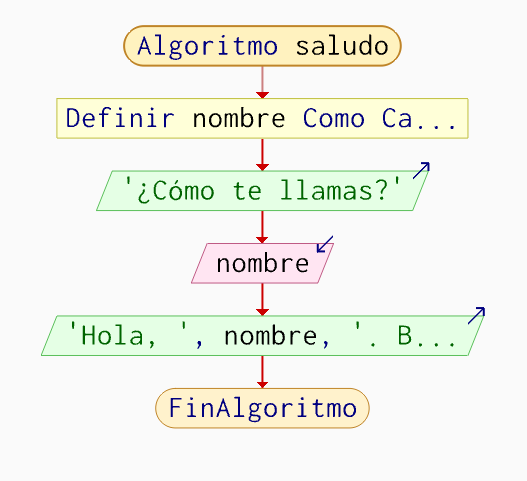 Algoritmo saludo
Definir nombre Como Ca...
'¿Cómo te llamas?'
nombre
'Hola, ', nombre, '. B...
FinAlgoritmo